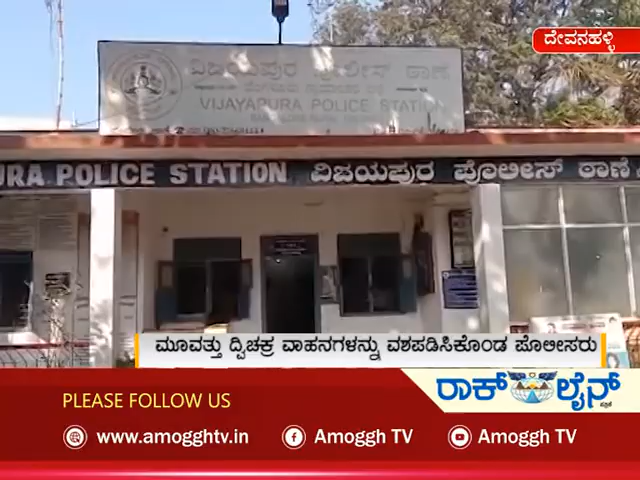 ದೇವನಹಳ್ಳಿ
ವಿಜಯಪುರ ಪೊಲೀಸ್ ಠಾಣೆ
VIJAYAPURA POLICE STATION
URA POLICE STATION ವಿಜಯಪುರ ಪೊಲೀಸ್ ಠಾಣೆ
ಮೂವತ್ತು ದ್ವಿಚಕ್ರ ವಾಹನಗಳನ್ನು ವಶಪಡಿಸಿಕೊಂಡ ಪೊಲೀಸರು
PLEASE FOLLOW US
ರಾಕ್ ಲೈನ್
www.amogghtv.in Amoggh TV Amoggh TV